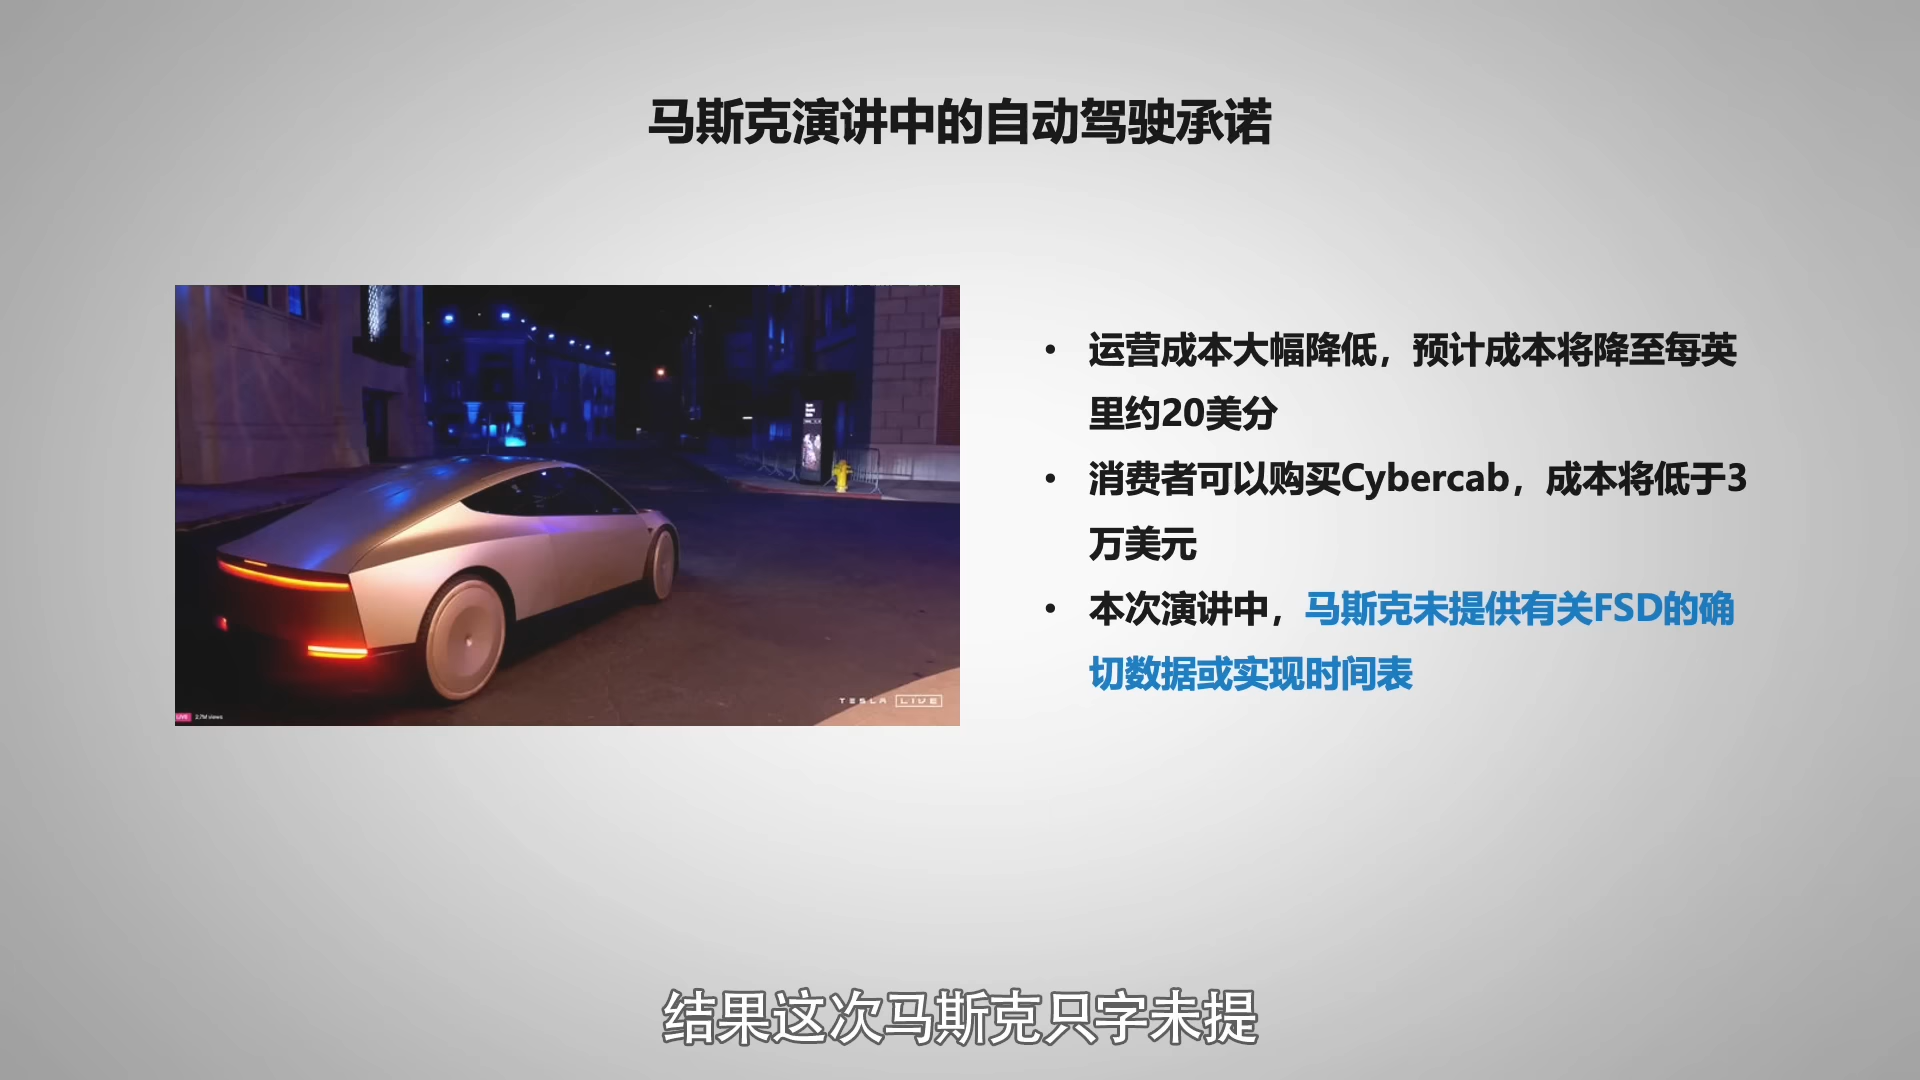 马斯克演讲中的自动驾驶承诺
• 运营成本大幅降低，预计成本将降至每英
里约20美分
• 消费者可以购买Cybercab，成本将低于3
万美元
• 本次演讲中，马斯克未提供有关FSD的确
切数据或实现时间表
TESLA LIVE
LIVE 2.7M views
结果这次马斯克只字未提